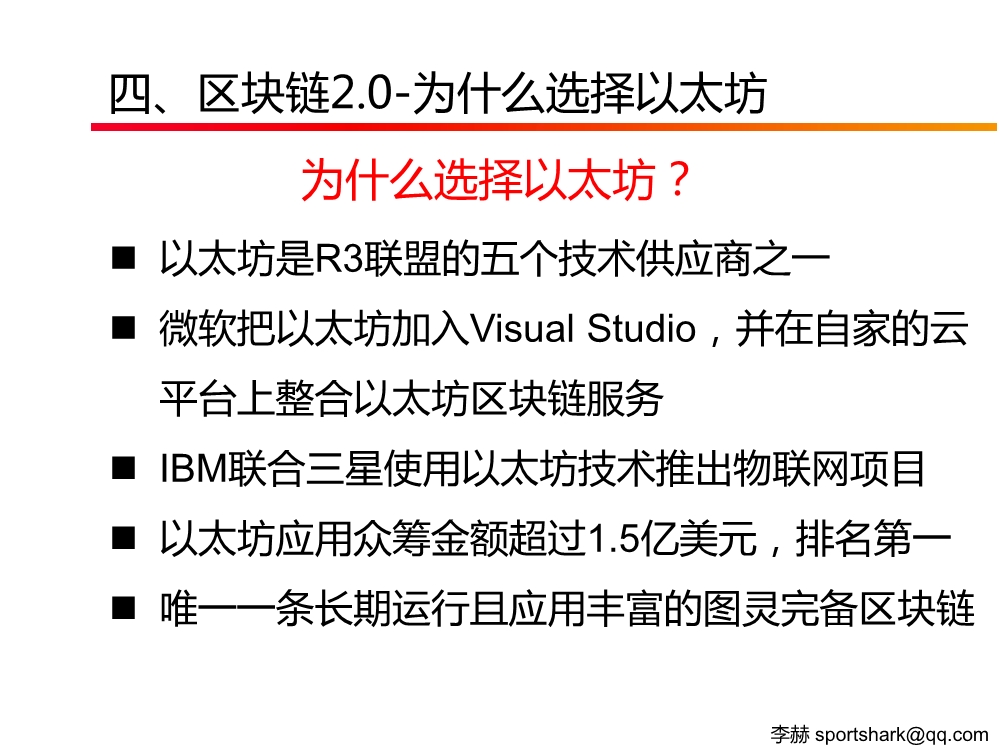 四、区块链2.0-为什么选择以太坊
为什么选择以太坊？
■ 以太坊是R3联盟的五个技术供应商之一
■ 微软把以太坊加入Visual Studio，并在自家的云
平台上整合以太坊区块链服务
■ IBM联合三星使用以太坊技术推出物联网项目
■ 以太坊应用众筹金额超过1.5亿美元，排名第一
■ 唯一一条长期运行且应用丰富的图灵完备区块链
李赫 sportshark@qq.com